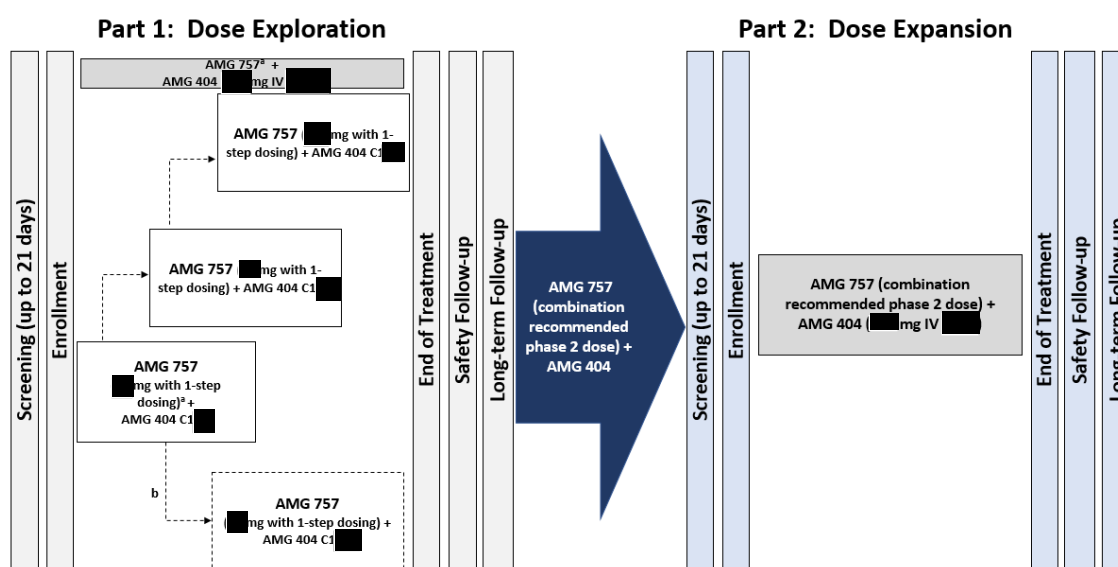 Part 1: Dose Exploration
Part 2: Dose Expansion
Screening (up to 21 days)
Enrollment
AMG 757ᵃ +
AMG 404 mg IV
AMG 757 ( mg with 1-
step dosing) + AMG 404 C1
AMG 757 mg with 1-
step dosing) + AMG 404 C1
AMG 757
mg with 1-step
dosing)ᵃ +
AMG 404 C1
b
AMG 757
( mg with 1-step dosing) +
AMG 404 C1
End of Treatment
Safety Follow-up
Long-term Follow-up
AMG 757
(combination
recommended
phase 2 dose) +
AMG 404
Screening (up to 21 days)
Enrollment
AMG 757 (combination
recommended phase 2 dose) +
AMG 404 ( mg IV )
End of Treatment
Safety Follow-up
Long-term Follow-up